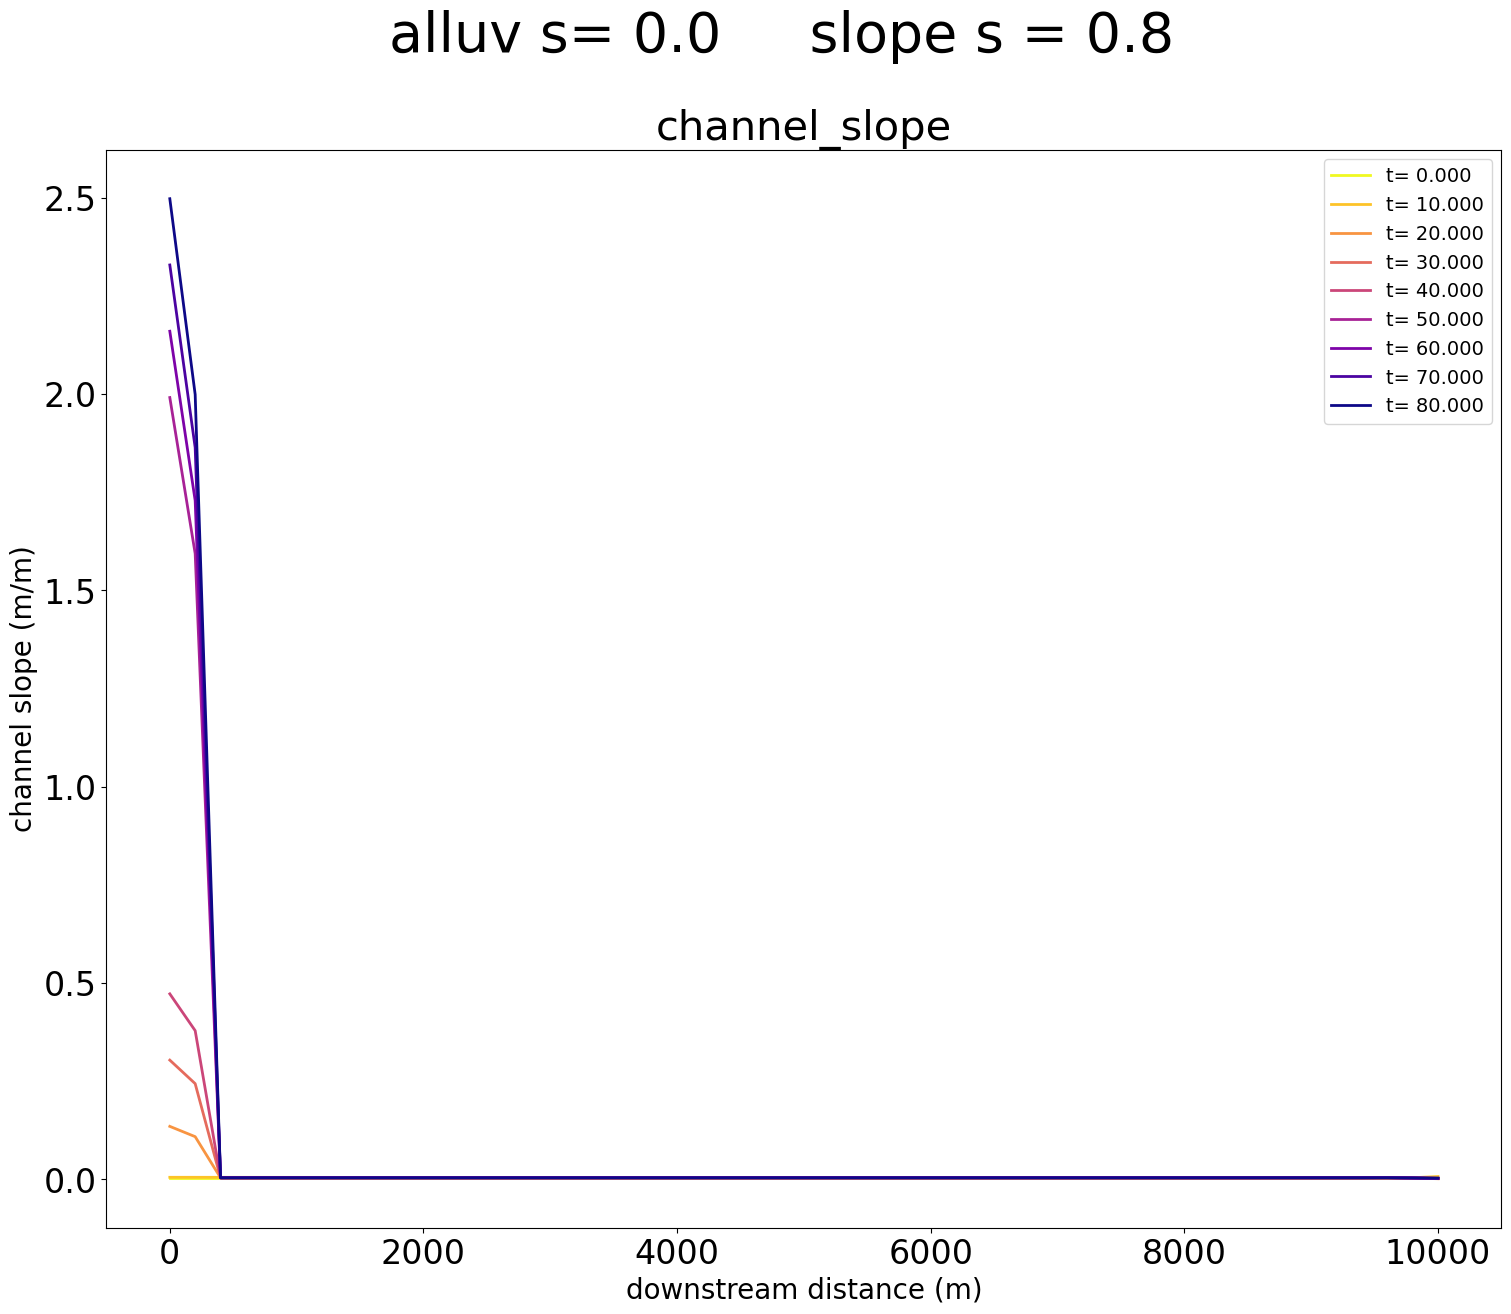 alluv s= 0.0 slope s = 0.8
channel_slope
t= 0.000
t= 10.000
t= 20.000
t= 30.000
t= 40.000
t= 50.000
t= 60.000
t= 70.000
t= 80.000
2.5
2.0
1.5
1.0
0.5
0.0
channel slope (m/m)
0 2000 4000 6000 8000 10000
downstream distance (m)